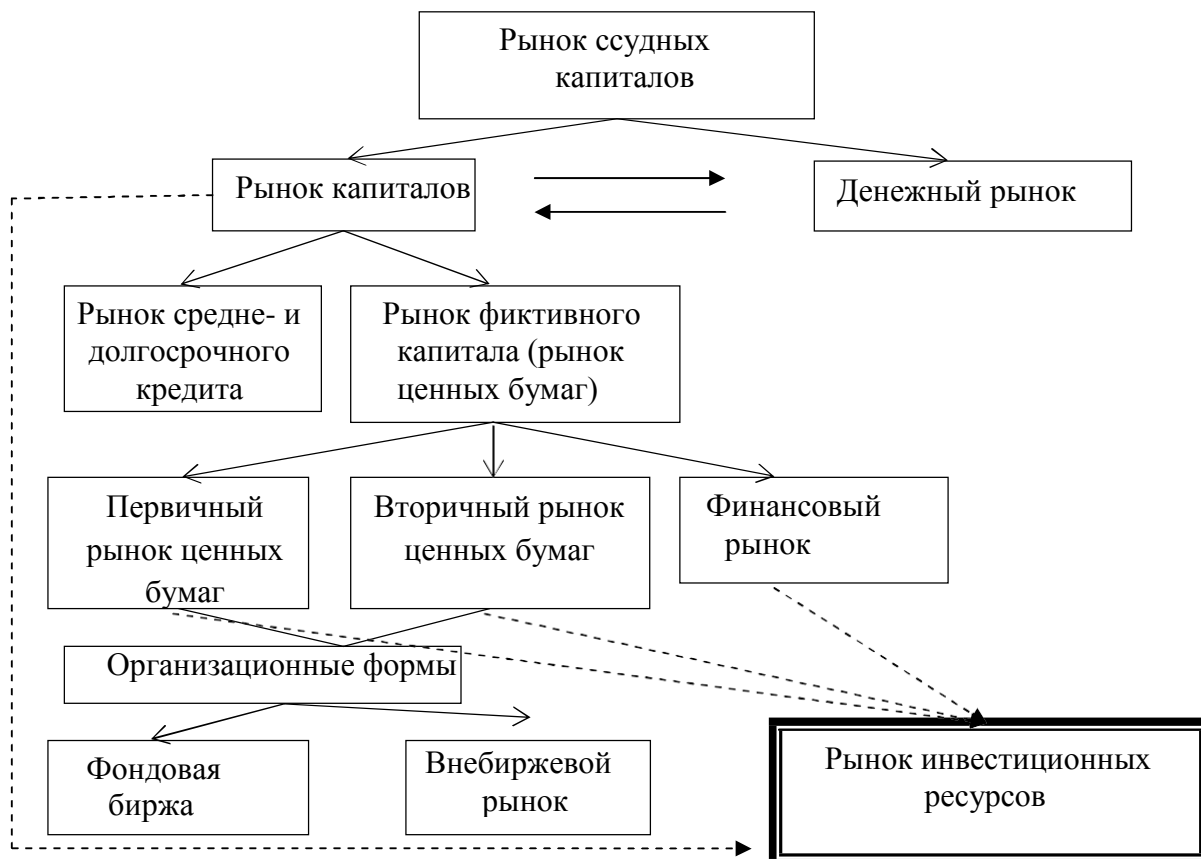 Рынок ссудных
капиталов
Рынок капиталов
Денежный рынок
Рынок средне- и
долгосрочного
кредита
Рынок фиктивного
капитала (рынок
ценных бумаг)
Первичный
рынок ценных
бумаг
Вторичный рынок
ценных бумаг
Финансовый
рынок
Организационные формы
Фондовая
биржа
Внебиржевой
рынок
Рынок инвестиционных
ресурсов